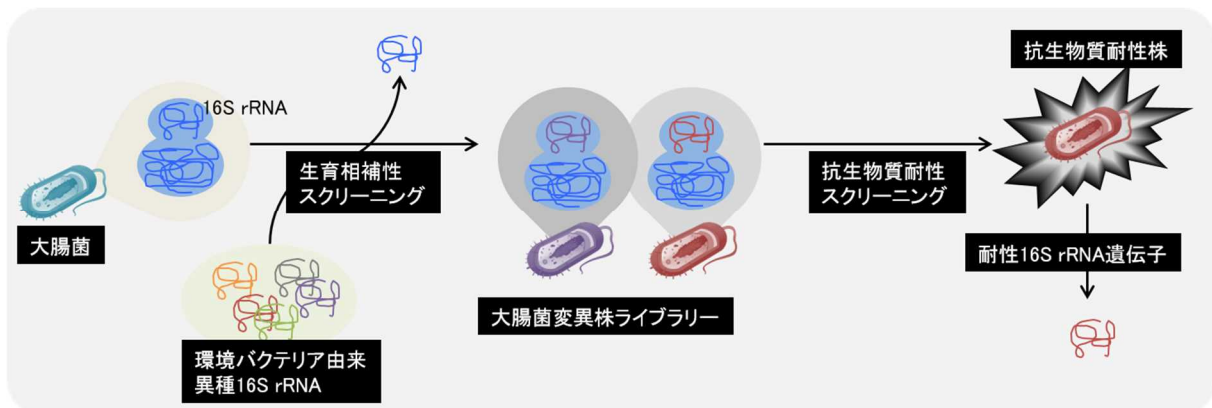 16S rRNA
大腸菌
生育相補性
スクリーニング
環境バクテリア由来
異種16S rRNA
大腸菌変異株ライブラリー
抗生物質耐性
スクリーニング
抗生物質耐性株
耐性16S rRNA遺伝子